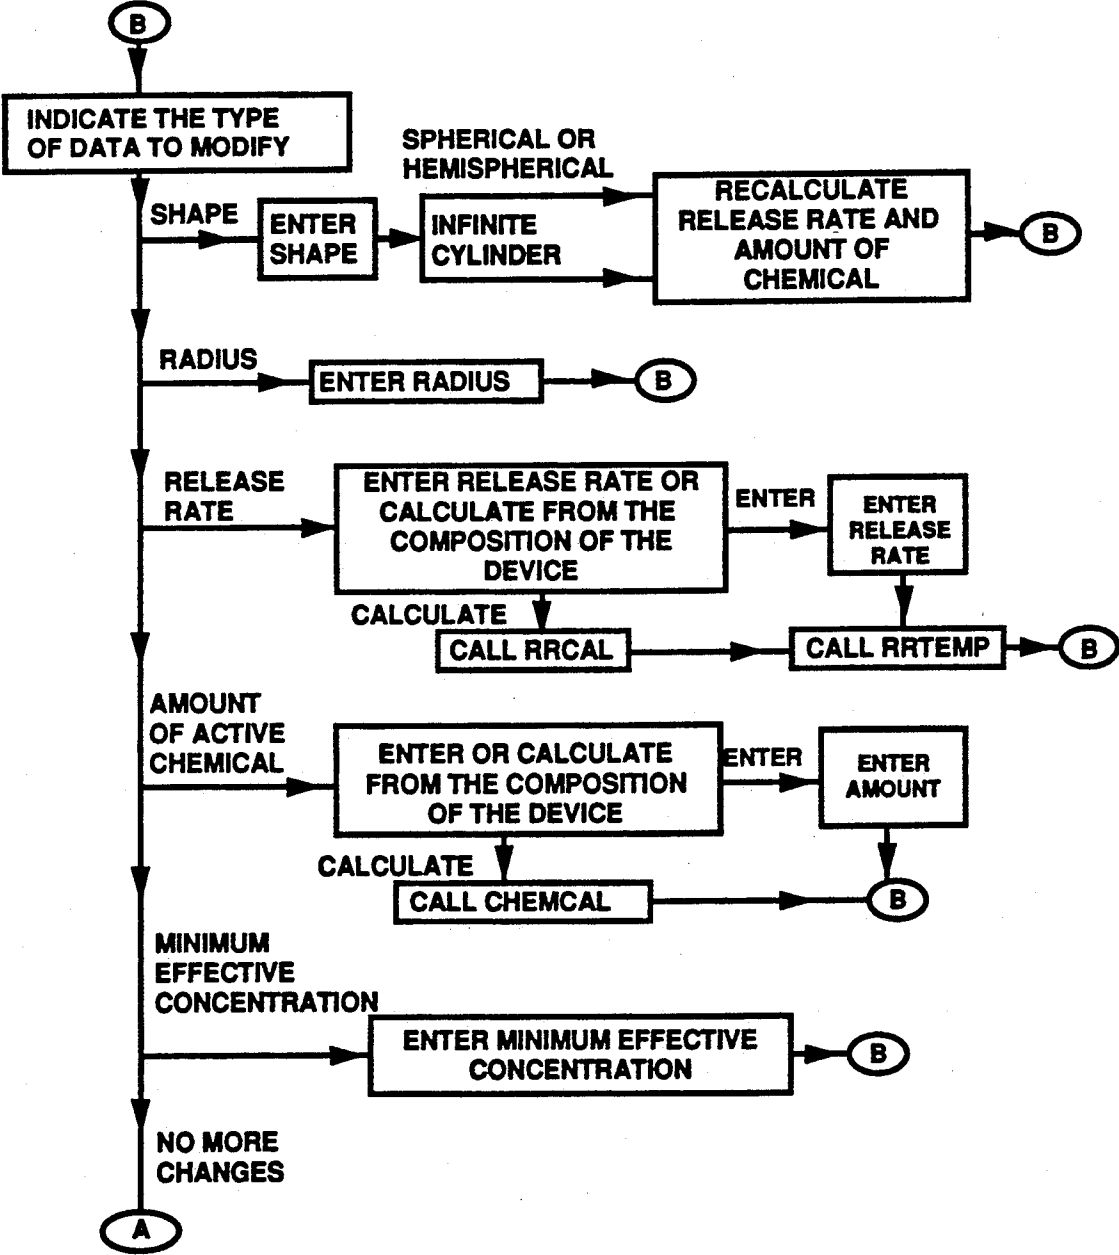 B
INDICATE THE TYPE
OF DATA TO MODIFY
SHAPE
ENTER
SHAPE
SPHERICAL OR
HEMISPHERICAL
INFINITE
CYLINDER
RECALCULATE
RELEASE RATE AND
AMOUNT OF
CHEMICAL
B
RADIUS
ENTER RADIUS
B
RELEASE
RATE
ENTER RELEASE RATE OR
CALCULATE FROM THE
COMPOSITION OF THE
DEVICE
ENTER
ENTER
RELEASE
RATE
CALCULATE
CALL RRCAL
CALL RRTEMP
B
AMOUNT
OF ACTIVE
CHEMICAL
ENTER OR CALCULATE
FROM THE COMPOSITION
OF THE DEVICE
ENTER
ENTER
AMOUNT
CALCULATE
CALL CHEMCAL
B
MINIMUM
EFFECTIVE
CONCENTRATION
ENTER MINIMUM EFFECTIVE
CONCENTRATION
B
NO MORE
CHANGES
A